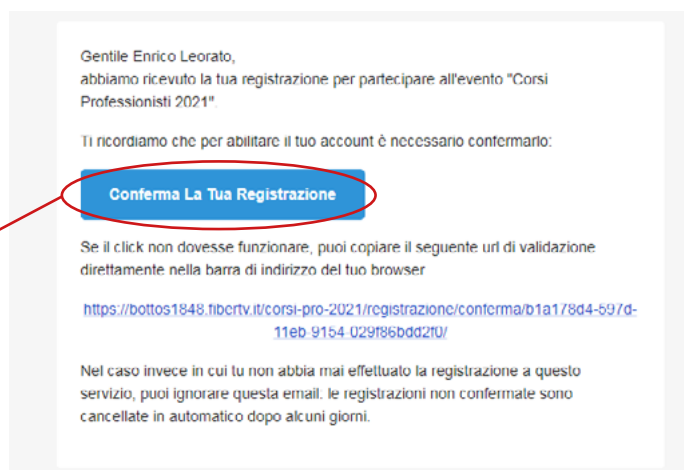 Gentile Enrico Leorato,
abbiamo ricevuto la tua registrazione per partecipare all'evento "Corsi
Professionisti 2021".
Ti ricordiamo che per abilitare il tuo account è necessario confermarlo:
Conferma La Tua Registrazione
Se il click non dovesse funzionare, puoi copiare il seguente url di validazione
direttamente nella barra di indirizzo del tuo browser
https://bottos1848.fibertv.it/corsi-pro-2021/registrazione/conferma/b1a178d4-597d-
11eb-9154-029f86bdd2f0/
Nel caso invece in cui tu non abbia mai effettuato la registrazione a questo
servizio, puoi ignorare questa email. le registrazioni non confermate sono
cancellate in automatico dopo alcuni giorni.